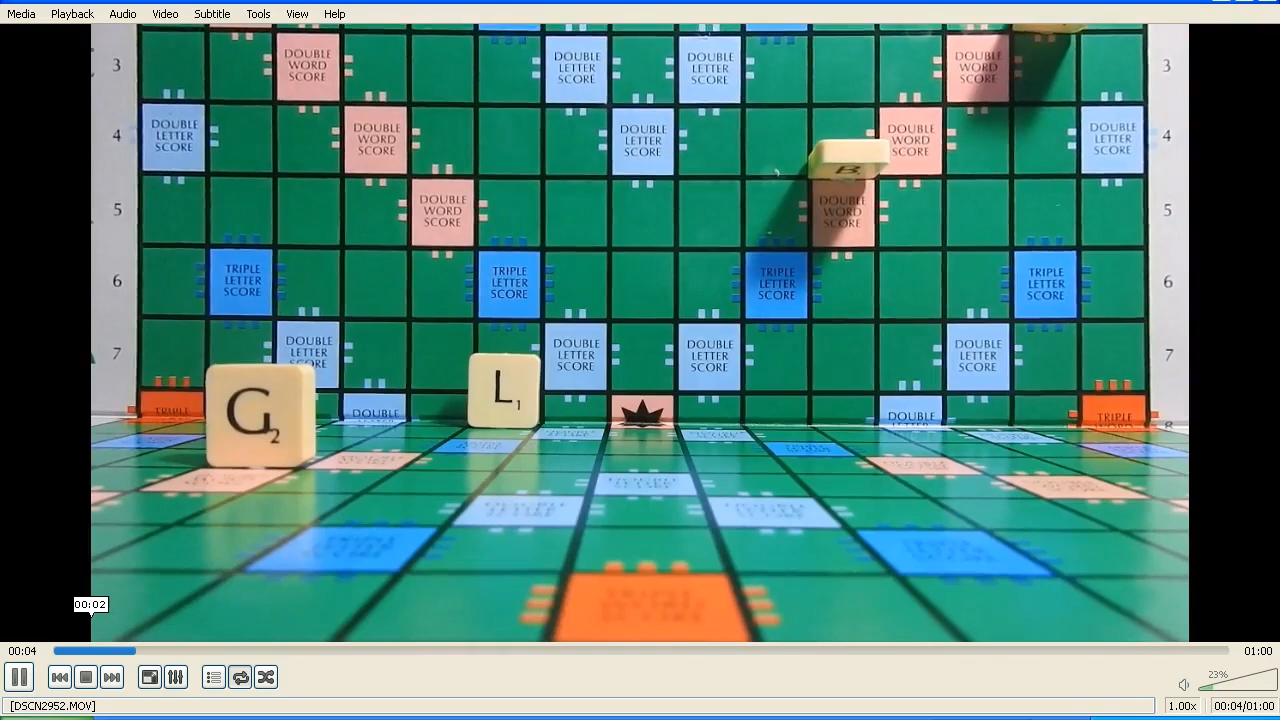 Media Playback Audio Video Subtitle Tools View Help
3 DOUBLE WORD SCORE DOUBLE LETTER SCORE DOUBLE LETTER SCORE DOUBLE WORD SCORE 3
4 DOUBLE LETTER SCORE DOUBLE WORD SCORE DOUBLE LETTER SCORE DOUBLE WORD SCORE DOUBLE LETTER SCORE 4
B
5 DOUBLE WORD SCORE DOUBLE WORD SCORE 5
6 TRIPLE LETTER SCORE TRIPLE LETTER SCORE TRIPLE LETTER SCORE TRIPLE LETTER SCORE 6
7 DOUBLE LETTER SCORE DOUBLE LETTER SCORE DOUBLE LETTER SCORE DOUBLE LETTER SCORE 7
G2 L1
TRIPLE DOUBLE DOUBLE TRIPLE 8
00:02
00:04 01:00
23%
[DSCN2952.MOV] 1.00x 00:04/01:00